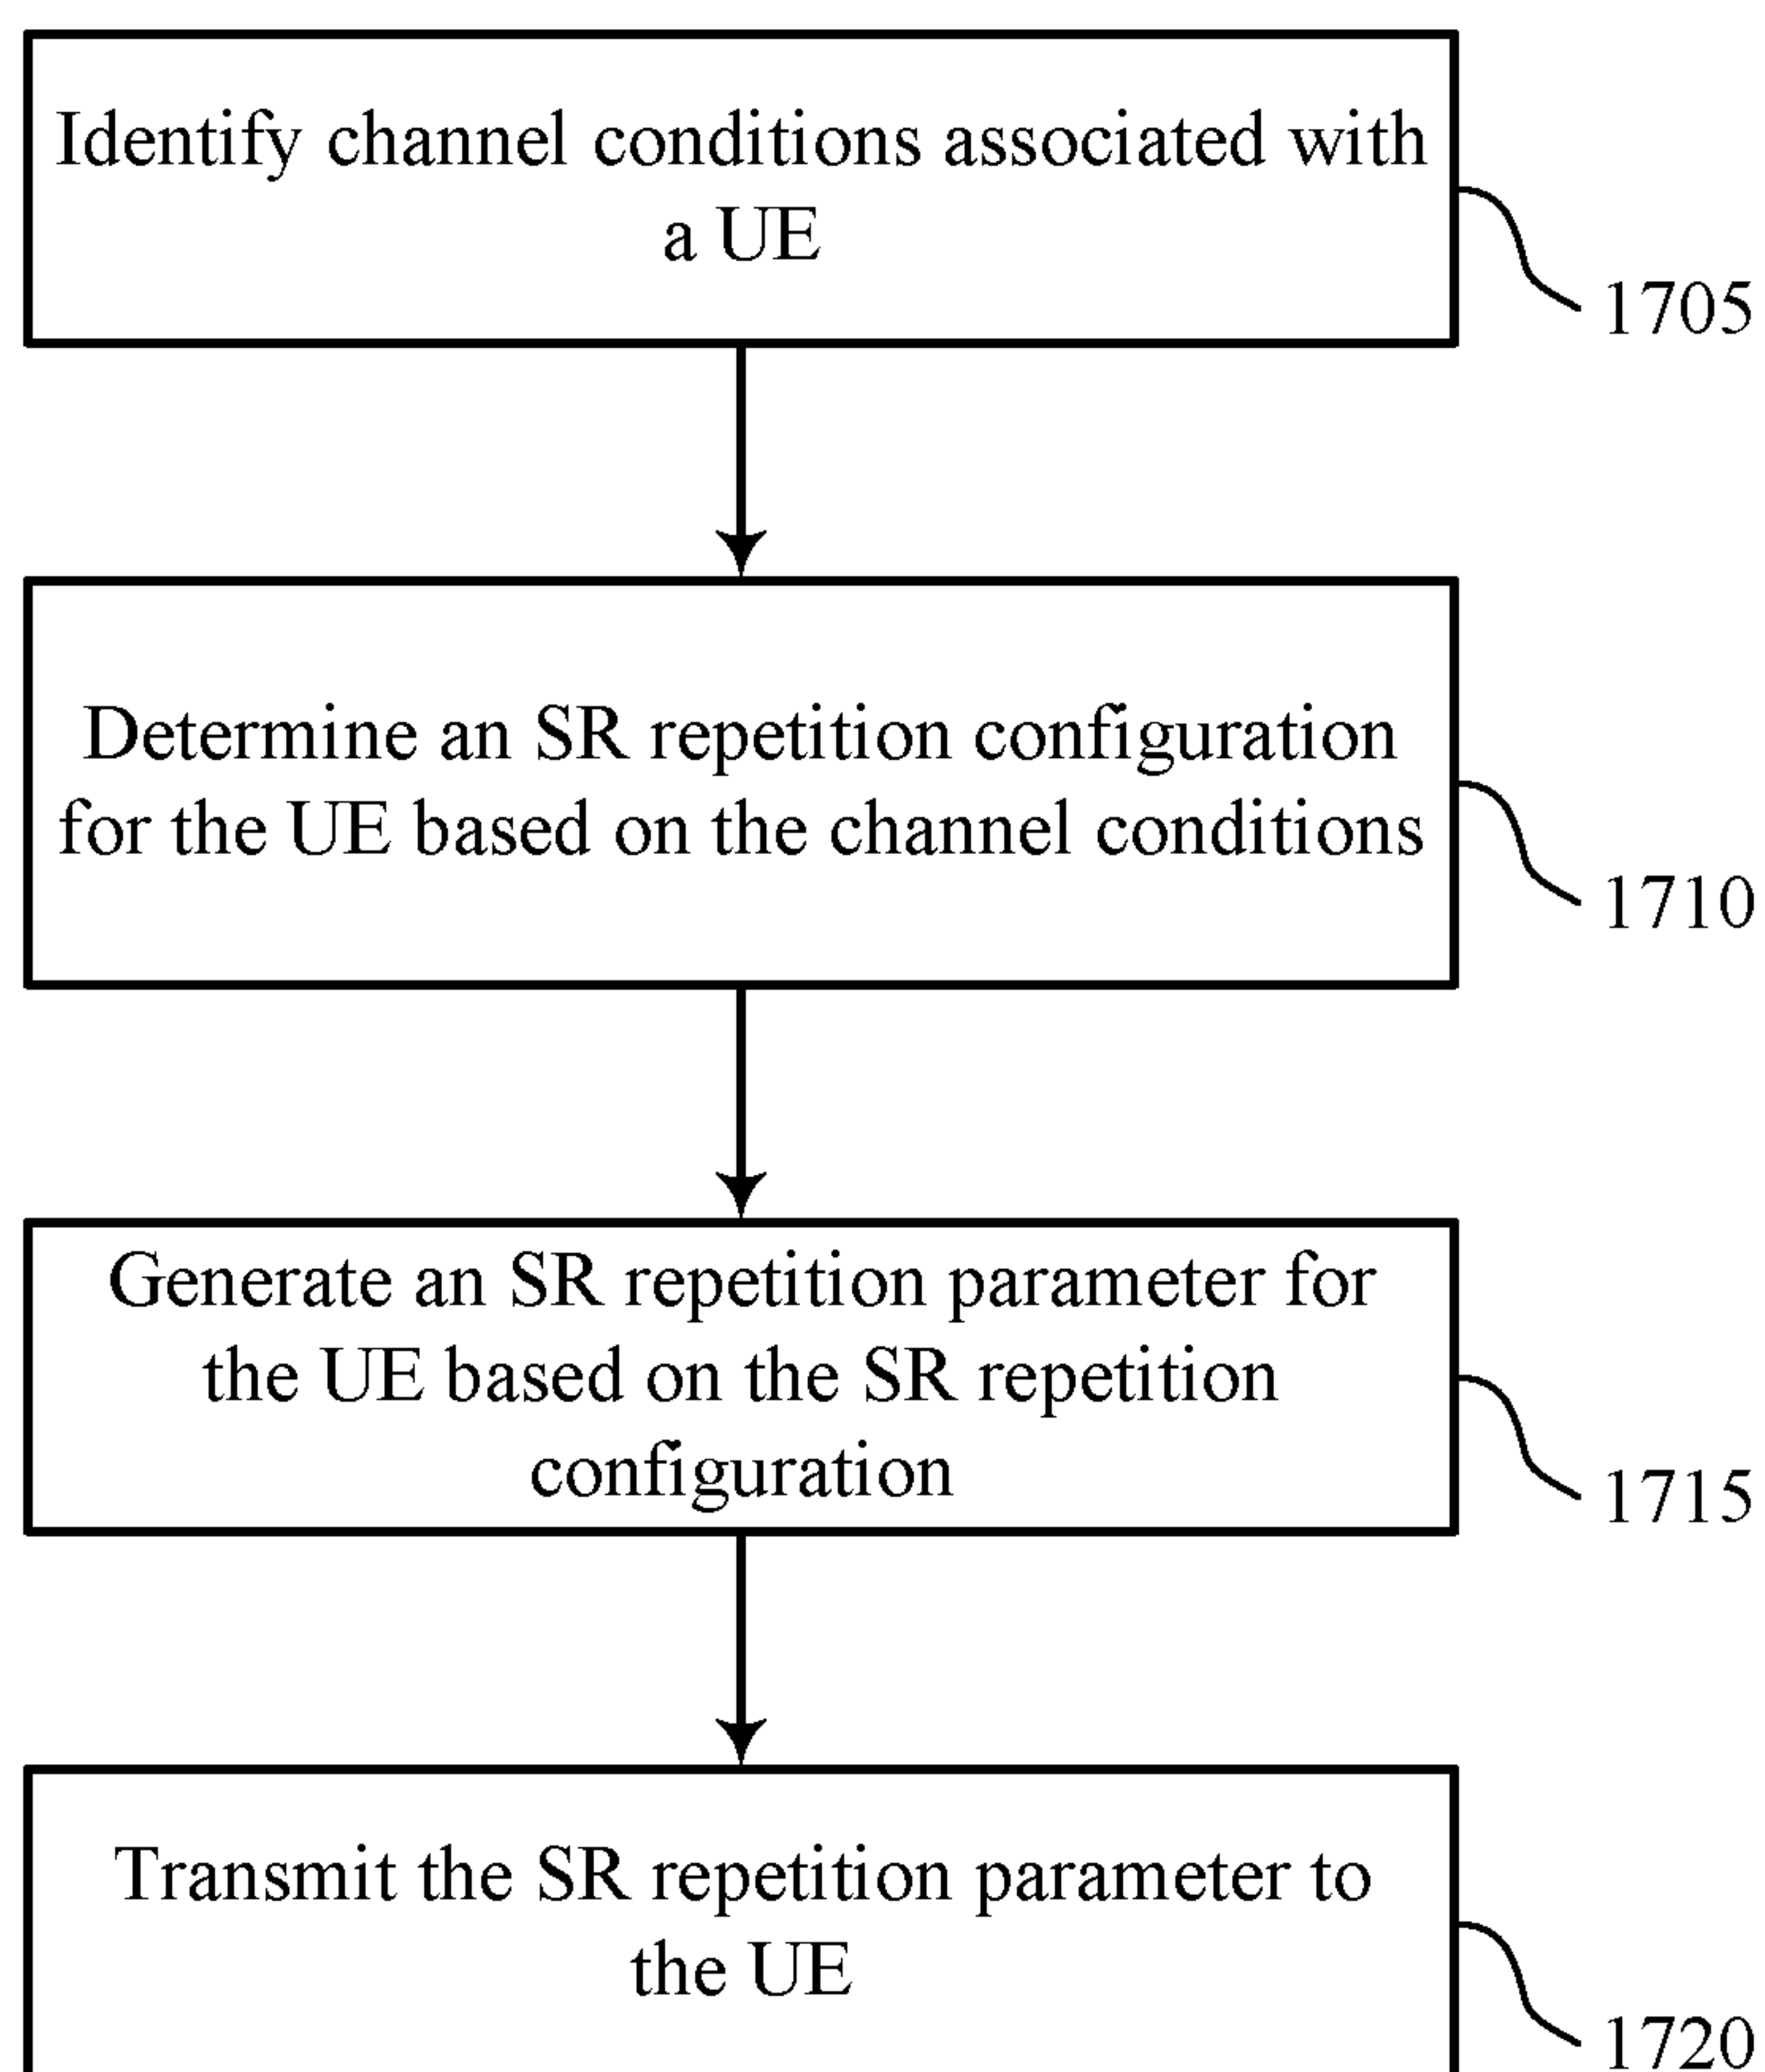 Identify channel conditions associated with
a UE
1705
Determine an SR repetition configuration
for the UE based on the channel conditions
1710
Generate an SR repetition parameter for
the UE based on the SR repetition
configuration
1715
Transmit the SR repetition parameter to
the UE
1720